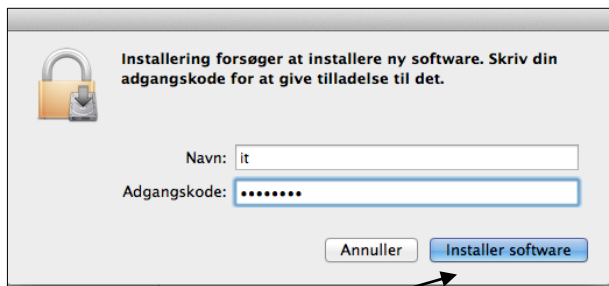 Installering forsøger at installere ny software. Skriv din
adgangskode for at give tilladelse til det.
Navn: it
Adgangskode: ••••••••
Annuller Installer software